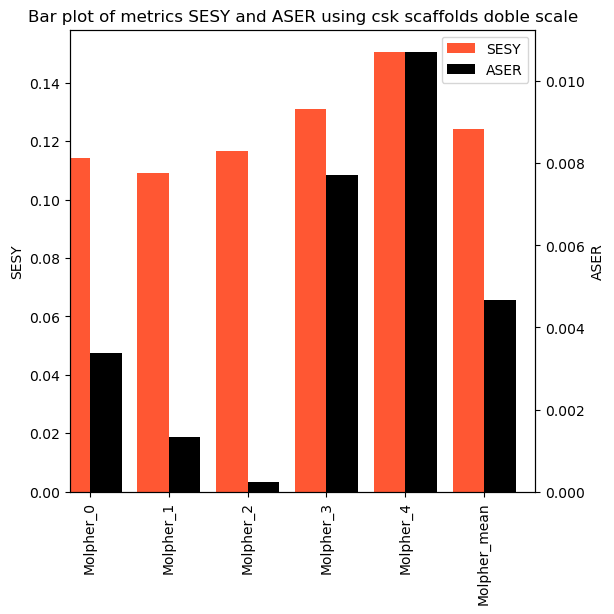 Bar plot of metrics SESY and ASER using csk scaffolds doble scale
SESY
ASER
0.14
0.12
0.10
0.08
0.06
0.04
0.02
0.00
SESY
0.010
0.008
0.006
0.004
0.002
0.000
ASER
Molpher_0
Molpher_1
Molpher_2
Molpher_3
Molpher_4
Molpher_mean